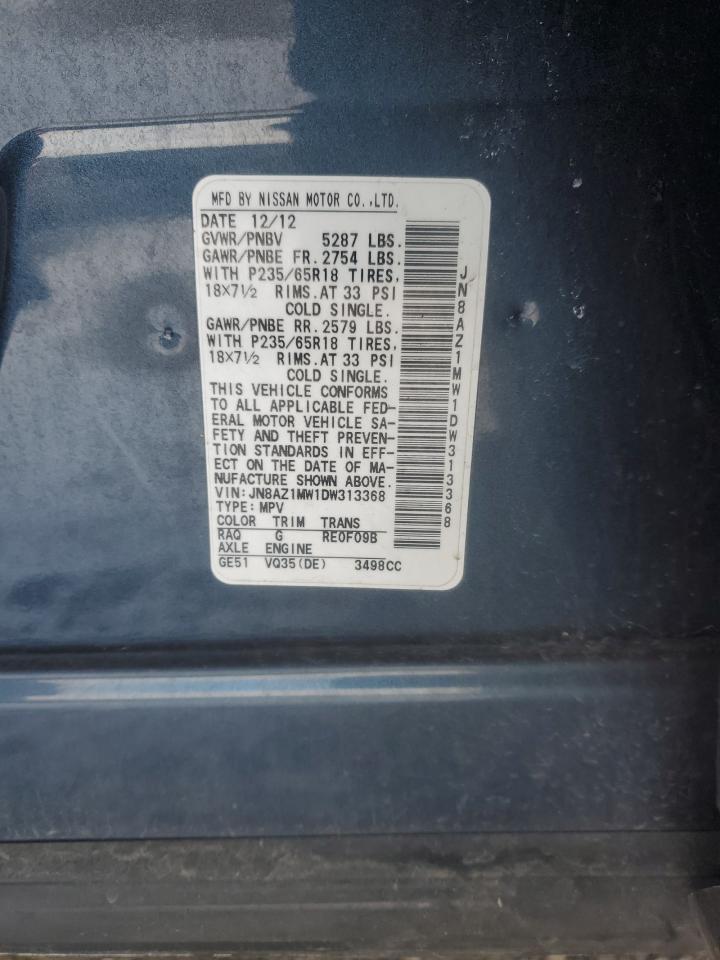 MFD BY NISSAN MOTOR CO.,LTD.
DATE 12/12
GVWR/PNBV 5287 LBS.
GAWR/PNBE FR. 2754 LBS.
WITH P235/65R18 TIRES,
18X7½ RIMS.AT 33 PSI
COLD SINGLE.
GAWR/PNBE RR. 2579 LBS.
WITH P235/65R18 TIRES,
18X7½ RIMS.AT 33 PSI
COLD SINGLE.
THIS VEHICLE CONFORMS
TO ALL APPLICABLE FED-
ERAL MOTOR VEHICLE SA-
FETY AND THEFT PREVEN-
TION STANDARDS IN EFF-
ECT ON THE DATE OF MA-
NUFACTURE SHOWN ABOVE.
VIN:JN8AZ1MW1DW313368
TYPE:MPV
COLOR TRIM TRANS
RAQ G RE0F09B
AXLE ENGINE
GE51 VQ35(DE) 3498CC
JN8AZ1MW1DW313368